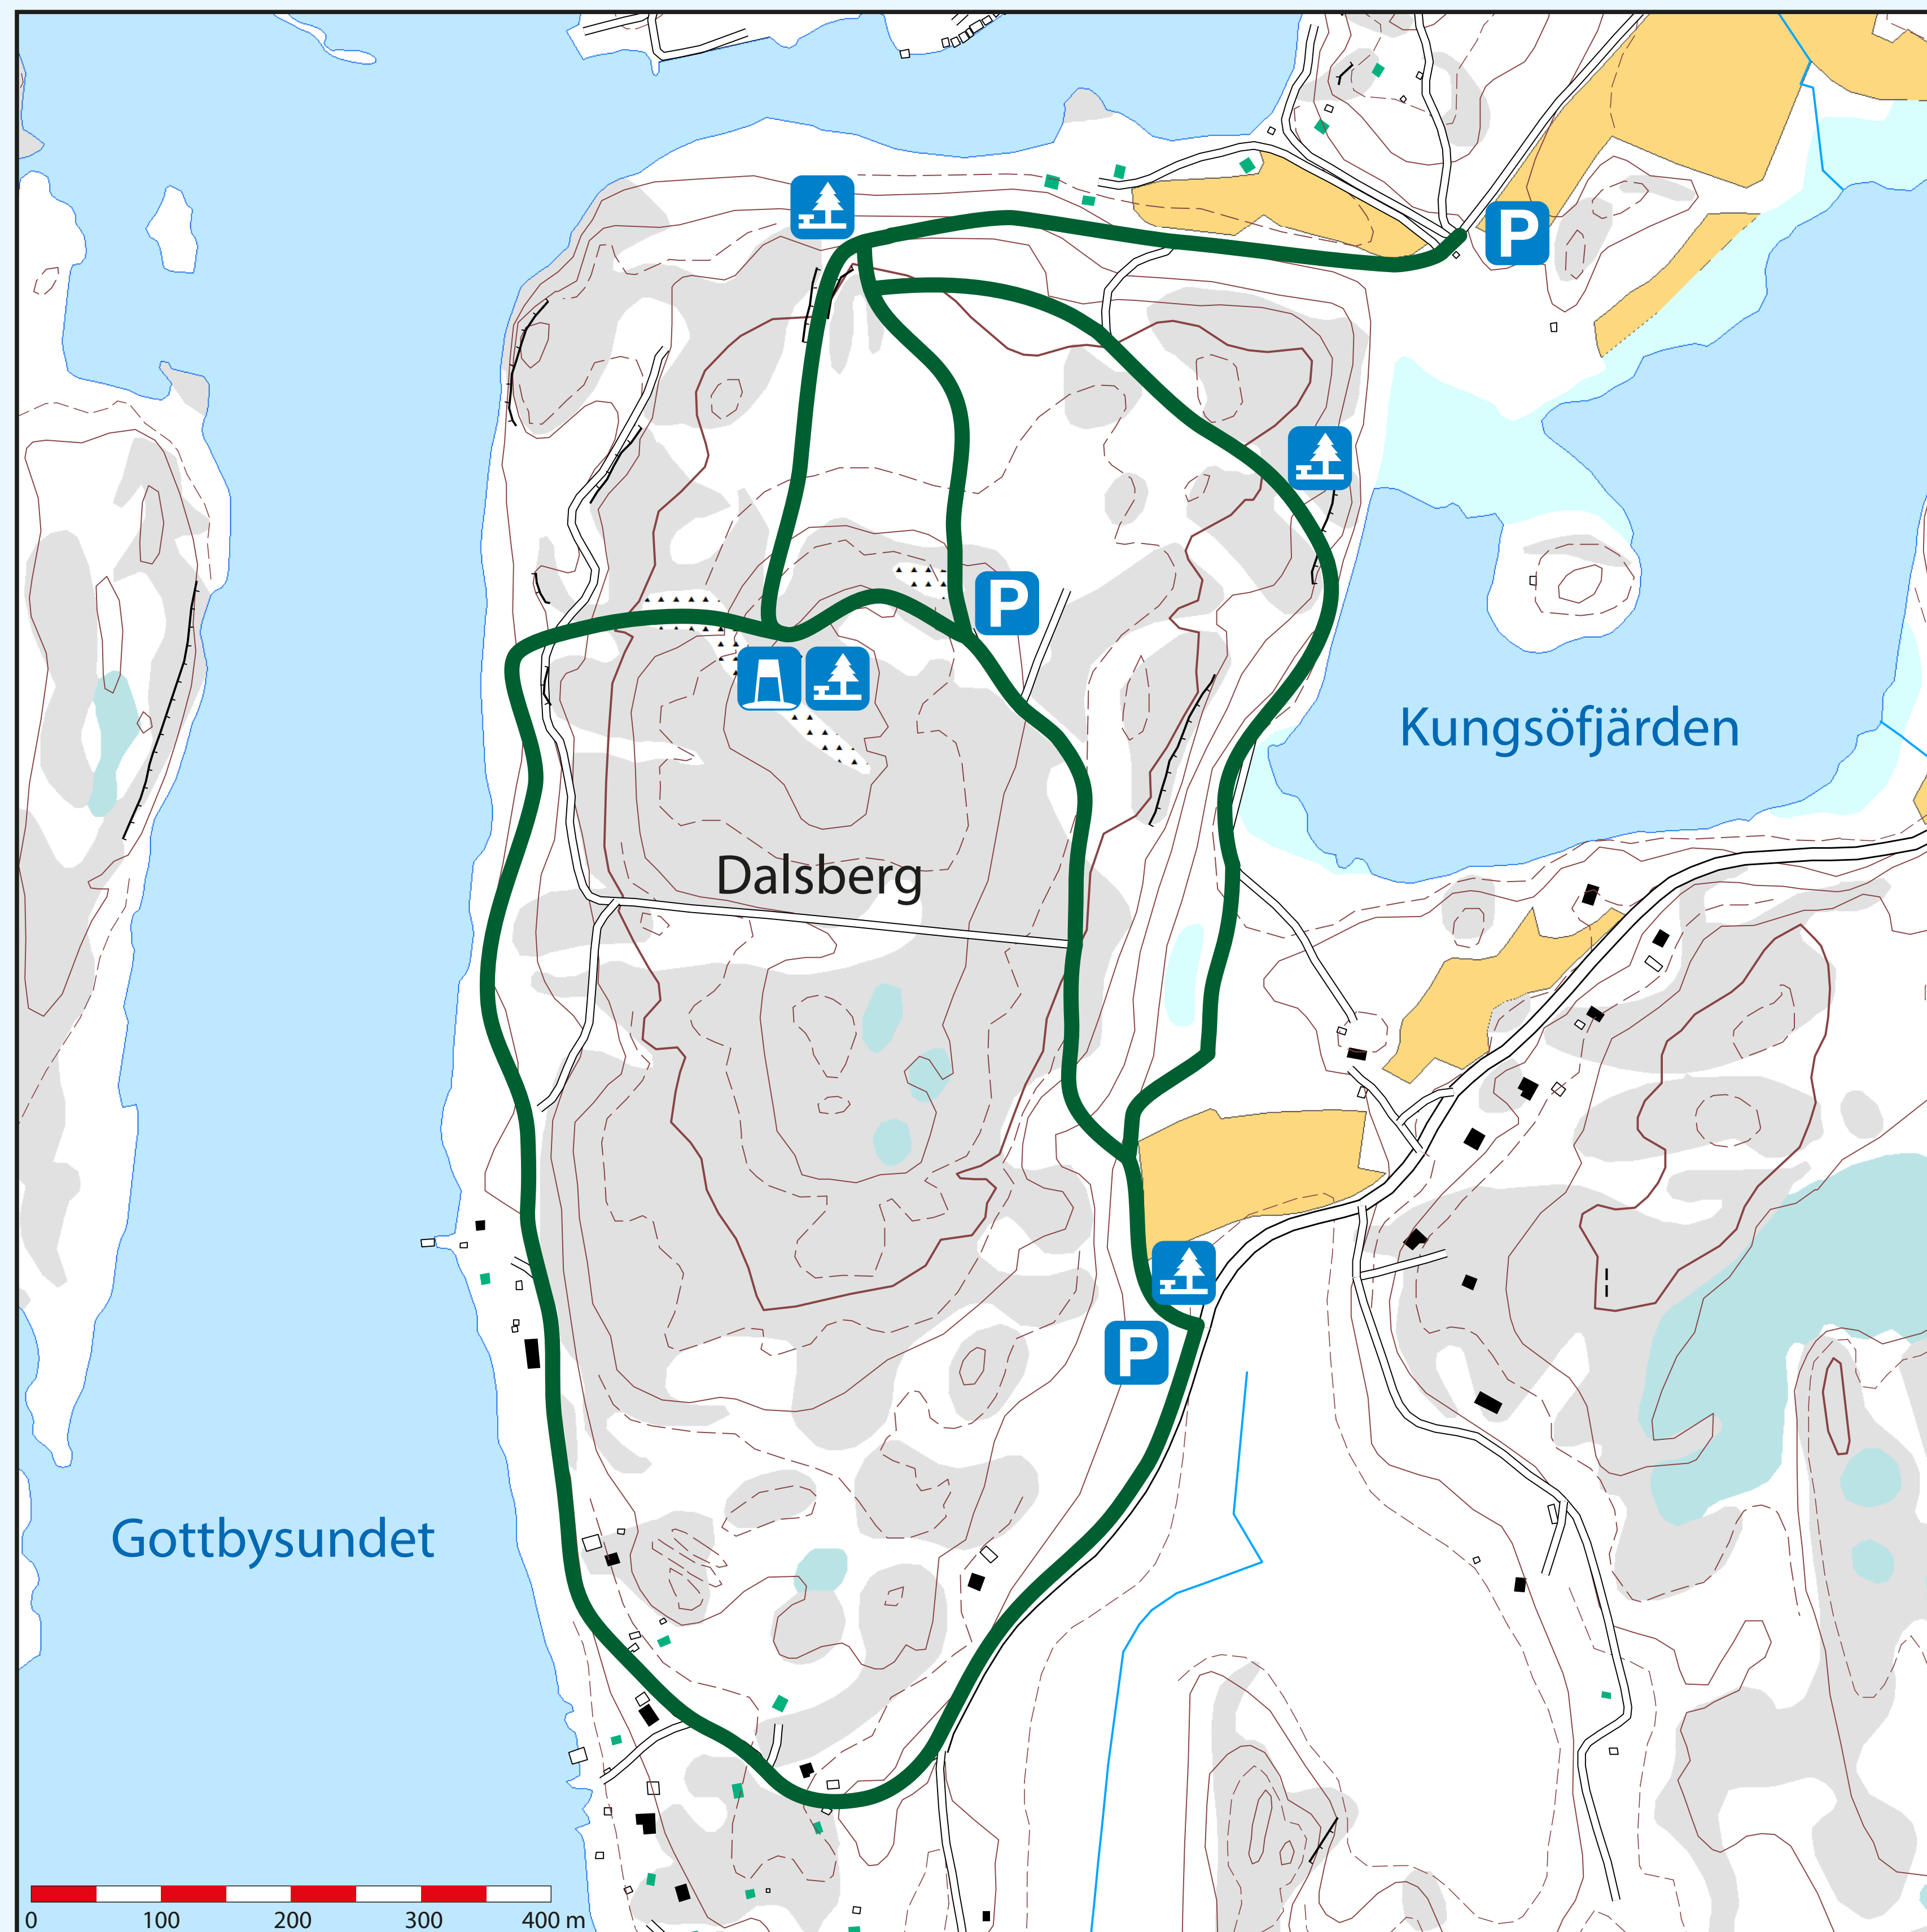 P
P
Kungsöfjärden
Dalsberg
P
Gottbysundet
0 100 200 300 400 m